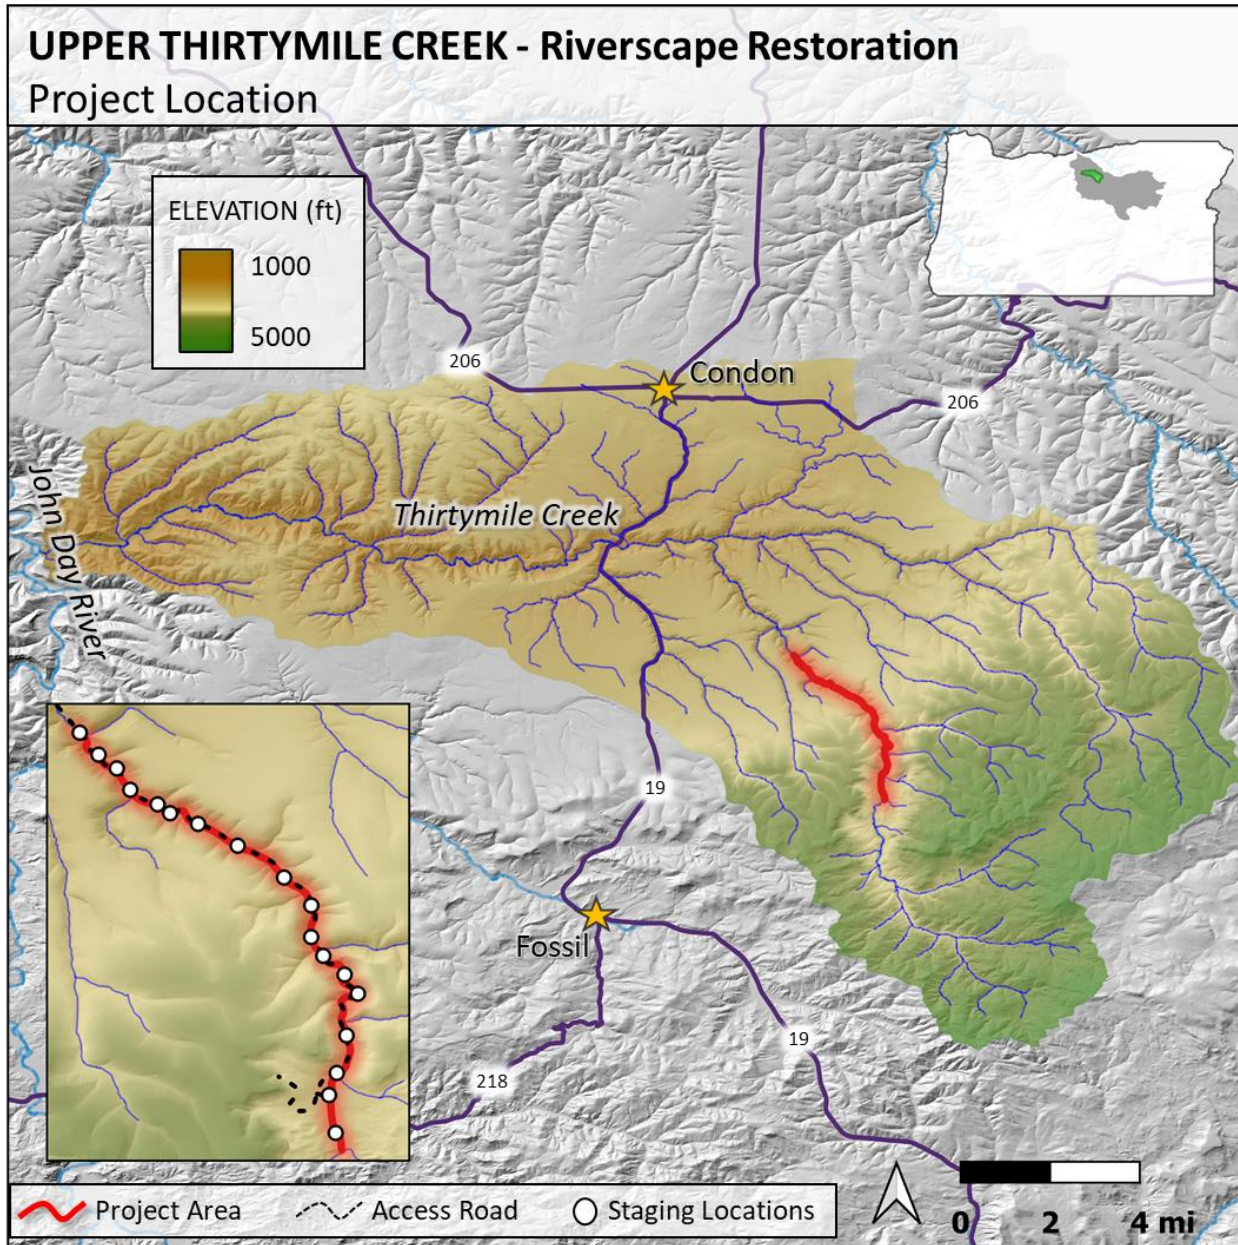 UPPER THIRTYMILE CREEK - Riverscape Restoration
Project Location
ELEVATION (ft)
1000
5000
206
Condon
206
John Day River
Thirtymile Creek
19
Fossil
19
218
Project Area
Access Road
Staging Locations
0 2 4 mi